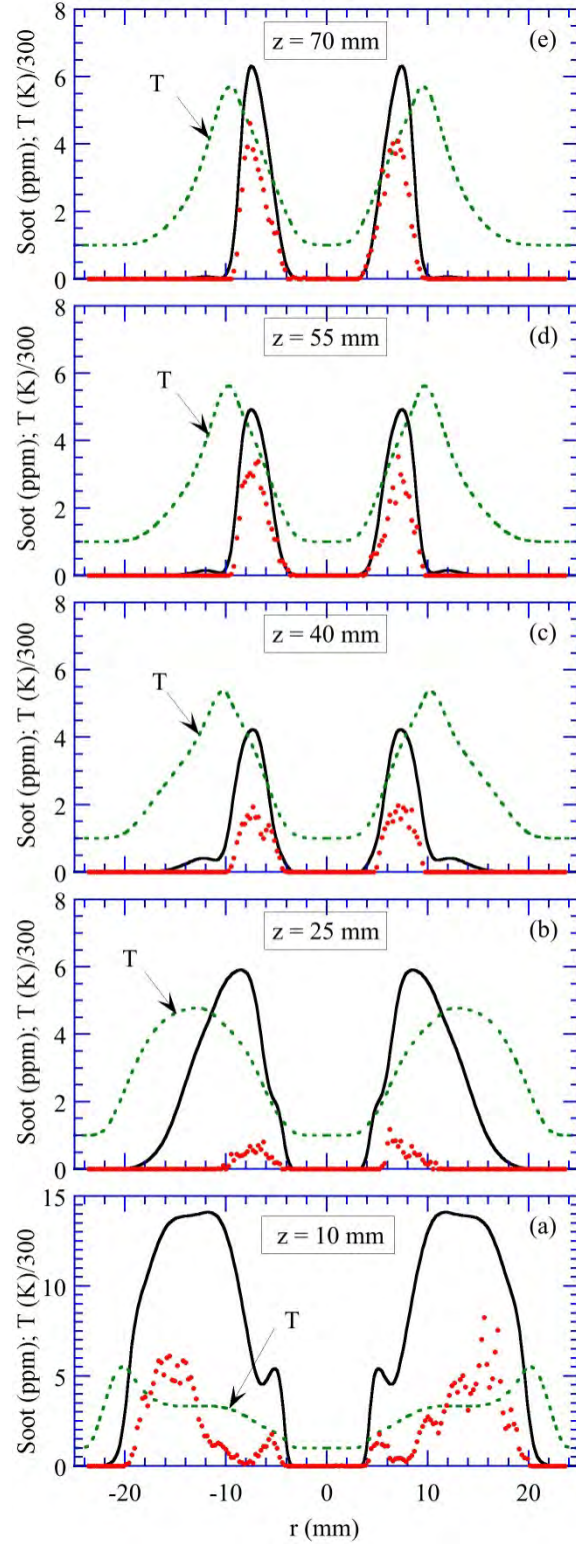 8
z = 70 mm
(e)
T
6
4
2
0
Soot (ppm); T (K)/300
8
z = 55 mm
(d)
T
6
4
2
0
Soot (ppm); T (K)/300
8
z = 40 mm
(c)
T
6
4
2
0
Soot (ppm); T (K)/300
8
z = 25 mm
(b)
T
6
4
2
0
Soot (ppm); T (K)/300
15
z = 10 mm
(a)
10
T
5
0
Soot (ppm); T (K)/300
-20 -10 0 10 20
r (mm)